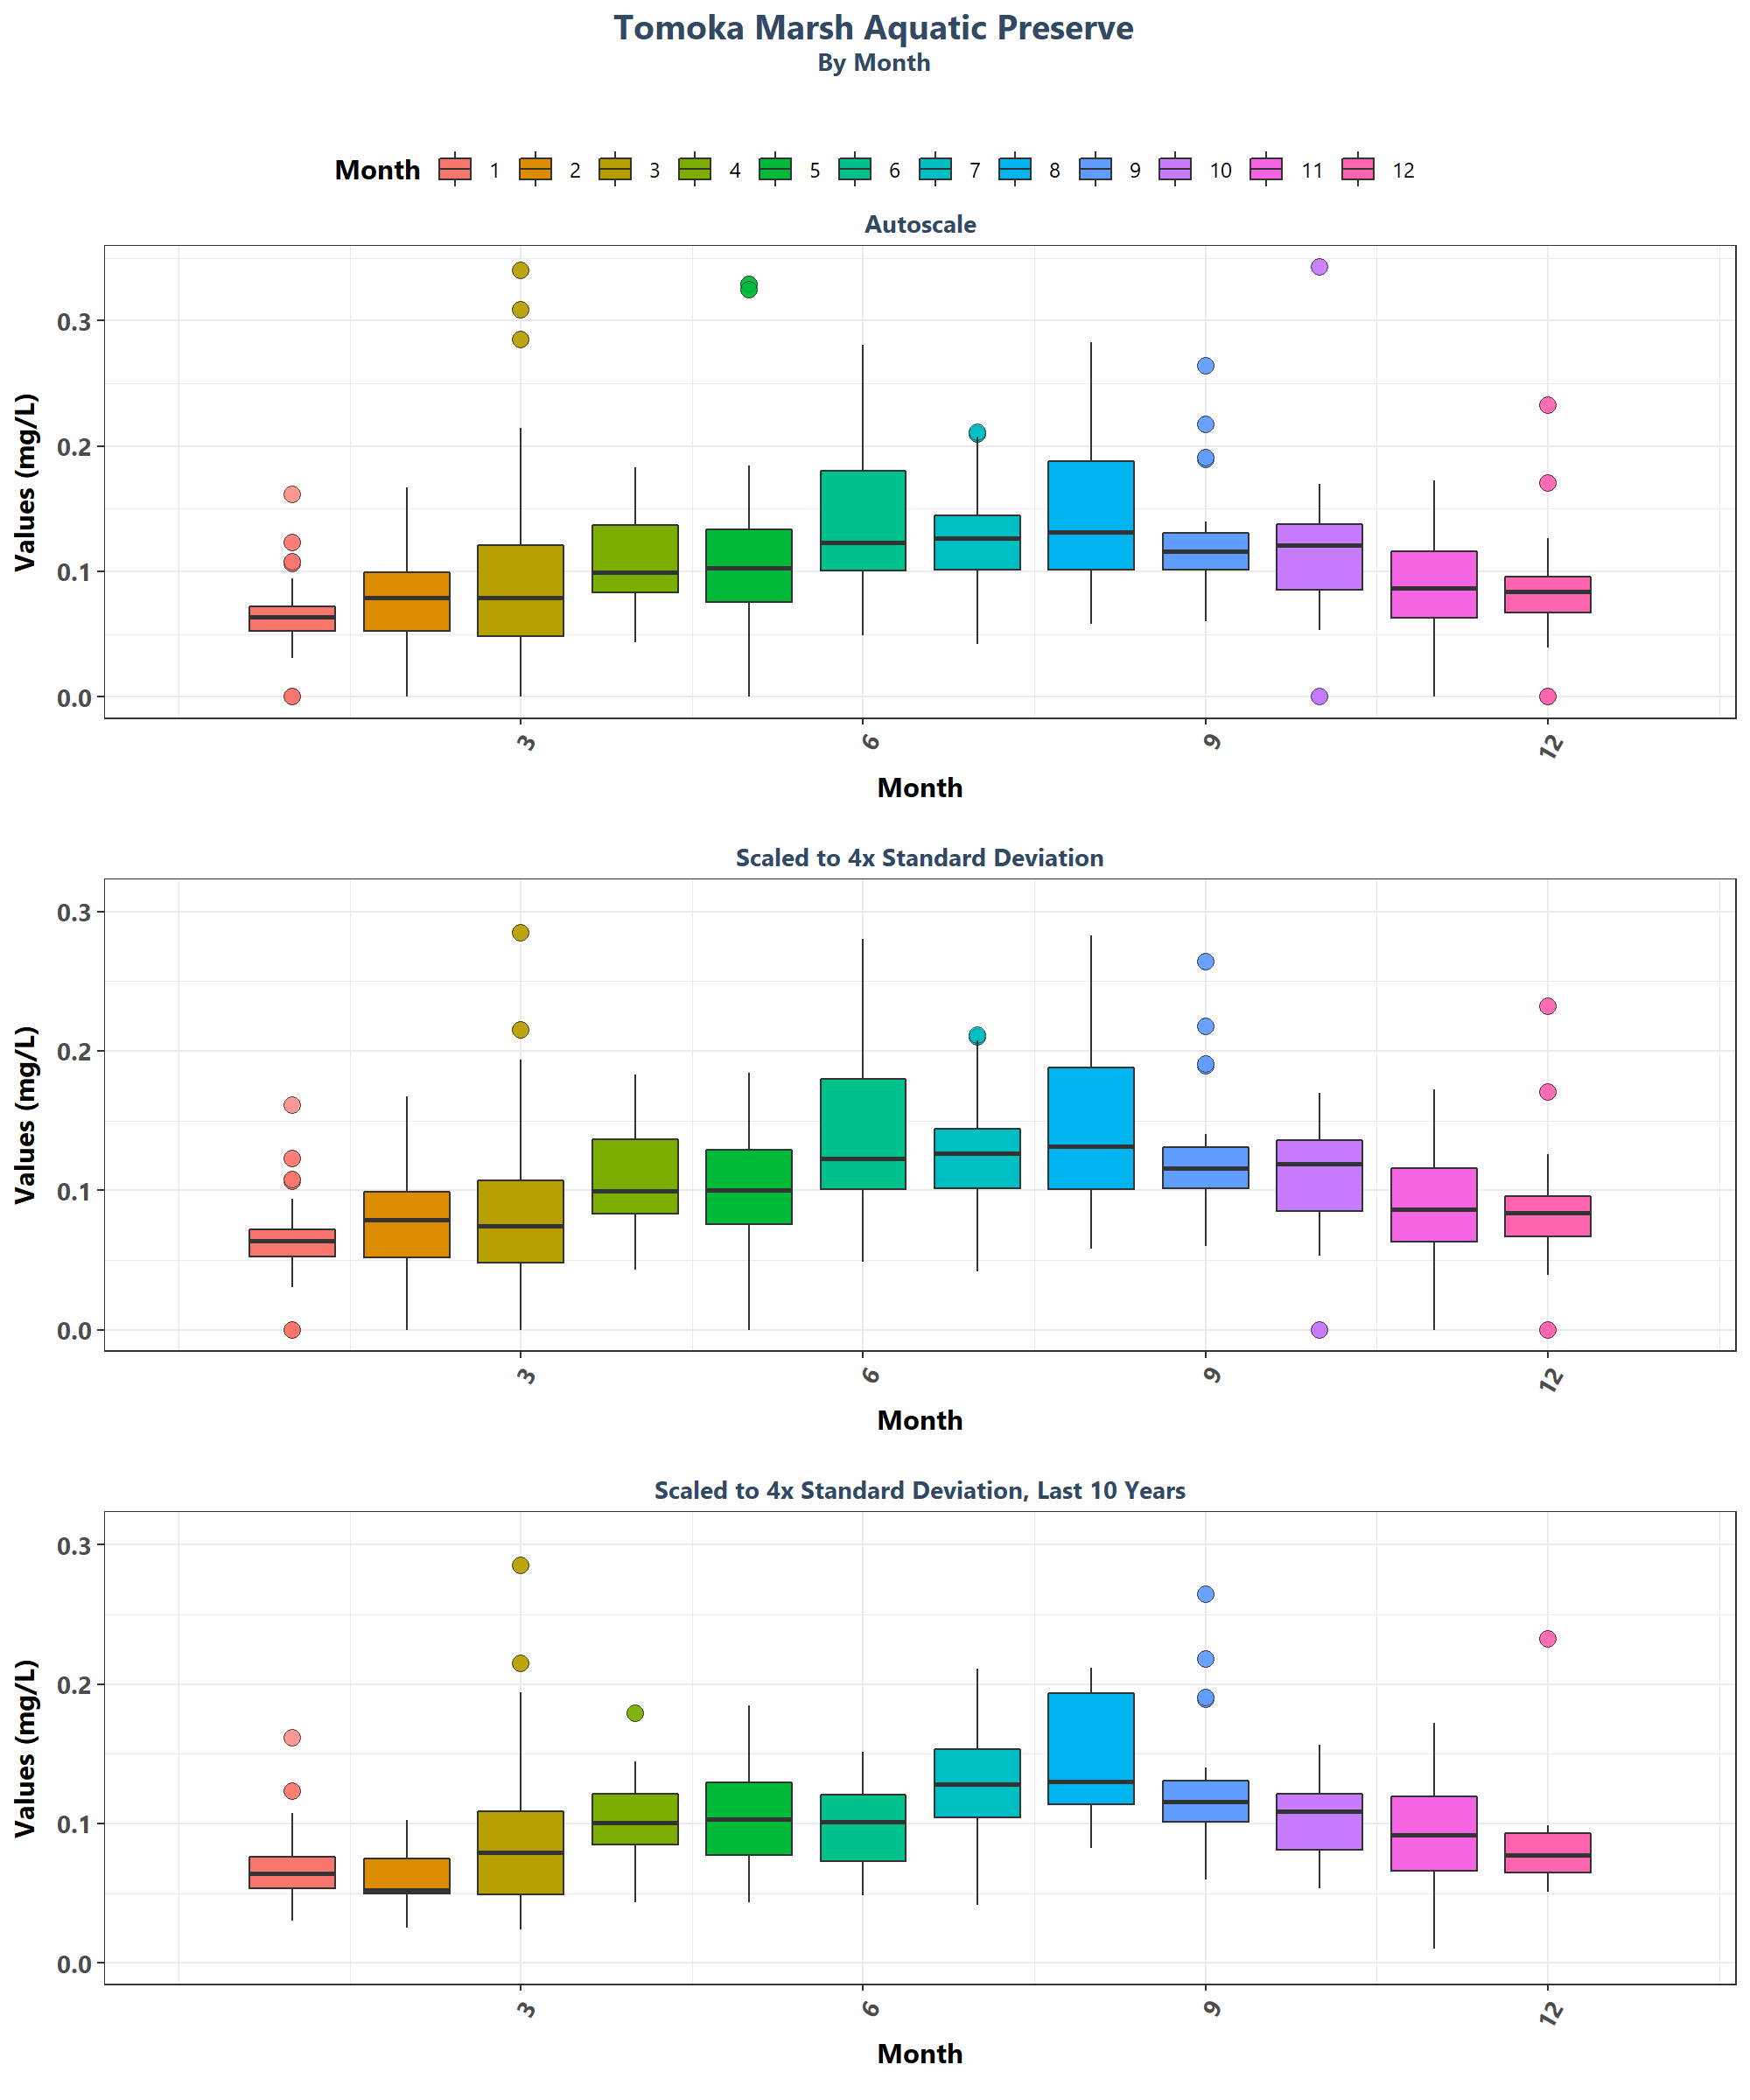 Tomoka Marsh Aquatic Preserve
By Month
Month 1 2 3 4 5 6 7 8 9 10 11 12
Autoscale
Values (mg/L)
0.3
0.2
0.1
0.0
3 6 9 12
Month
Scaled to 4x Standard Deviation
Values (mg/L)
0.3
0.2
0.1
0.0
3 6 9 12
Month
Scaled to 4x Standard Deviation, Last 10 Years
Values (mg/L)
0.3
0.2
0.1
0.0
3 6 9 12
Month